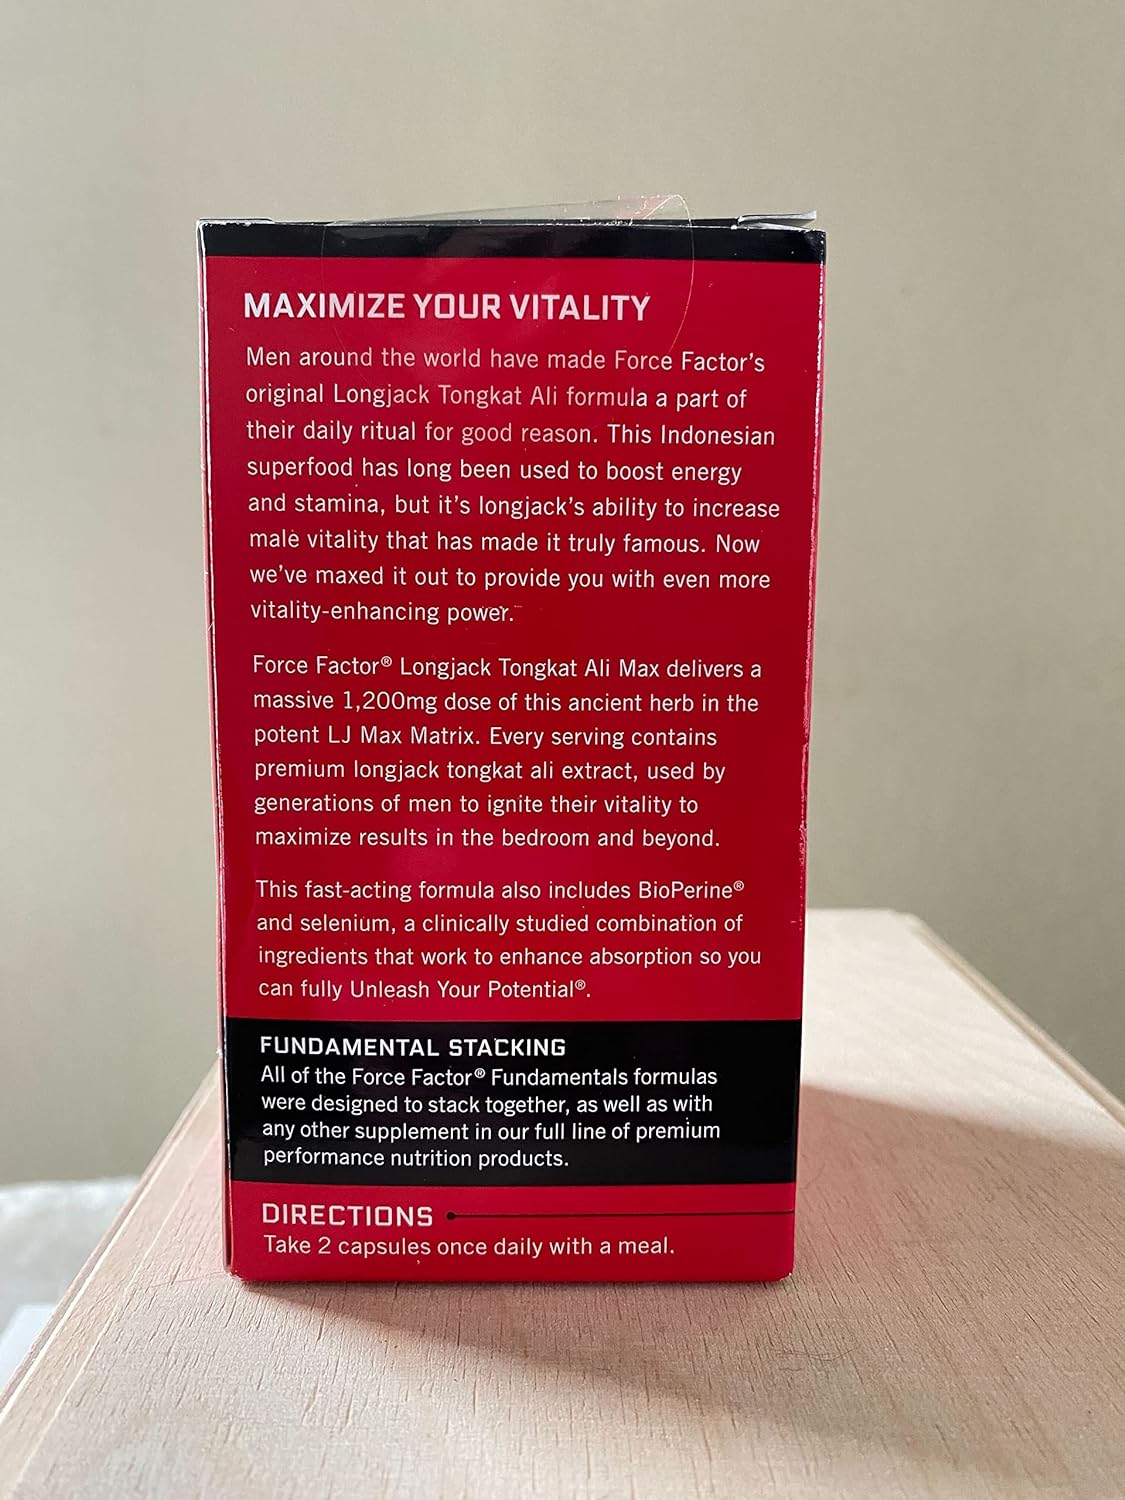 MAXIMIZE YOUR VITALITY
Men around the world have made Force Factor's
original Longjack Tongkat Ali formula a part of
their daily ritual for good reason. This Indonesian
superfood has long been used to boost energy
and stamina, but it's longjack's ability to increase
male vitality that has made it truly famous. Now
we've maxed it out to provide you with even more
vitality-enhancing power.
Force Factor® Longjack Tongkat Ali Max delivers a
massive 1,200mg dose of this ancient herb in the
potent LJ Max Matrix. Every serving contains
premium longjack tongkat ali extract, used by
generations of men to ignite their vitality to
maximize results in the bedroom and beyond.
This fast-acting formula also includes BioPerine®
and selenium, a clinically studied combination of
ingredients that work to enhance absorption so you
can fully Unleash Your Potential®.
FUNDAMENTAL STACKING
All of the Force Factor® Fundamentals formulas
were designed to stack together, as well as with
any other supplement in our full line of premium
performance nutrition products.
DIRECTIONS
Take 2 capsules once daily with a meal.